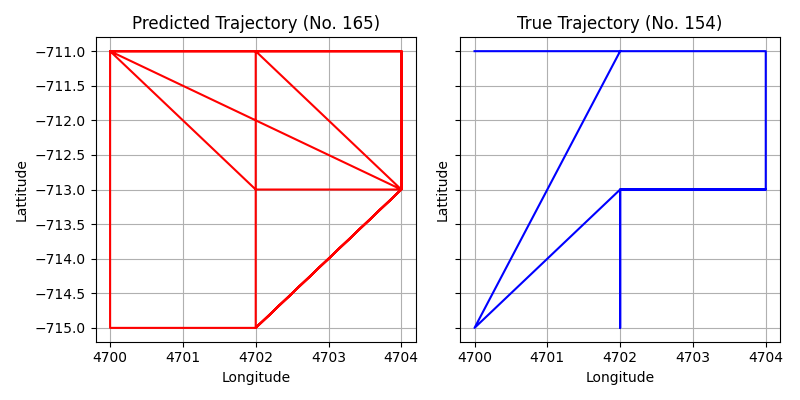 Predicted Trajectory (No. 165)
Lattitude
−711.0
−711.5
−712.0
−712.5
−713.0
−713.5
−714.0
−714.5
−715.0
4700 4701 4702 4703 4704
Longitude
True Trajectory (No. 154)
Lattitude
4700 4701 4702 4703 4704
Longitude